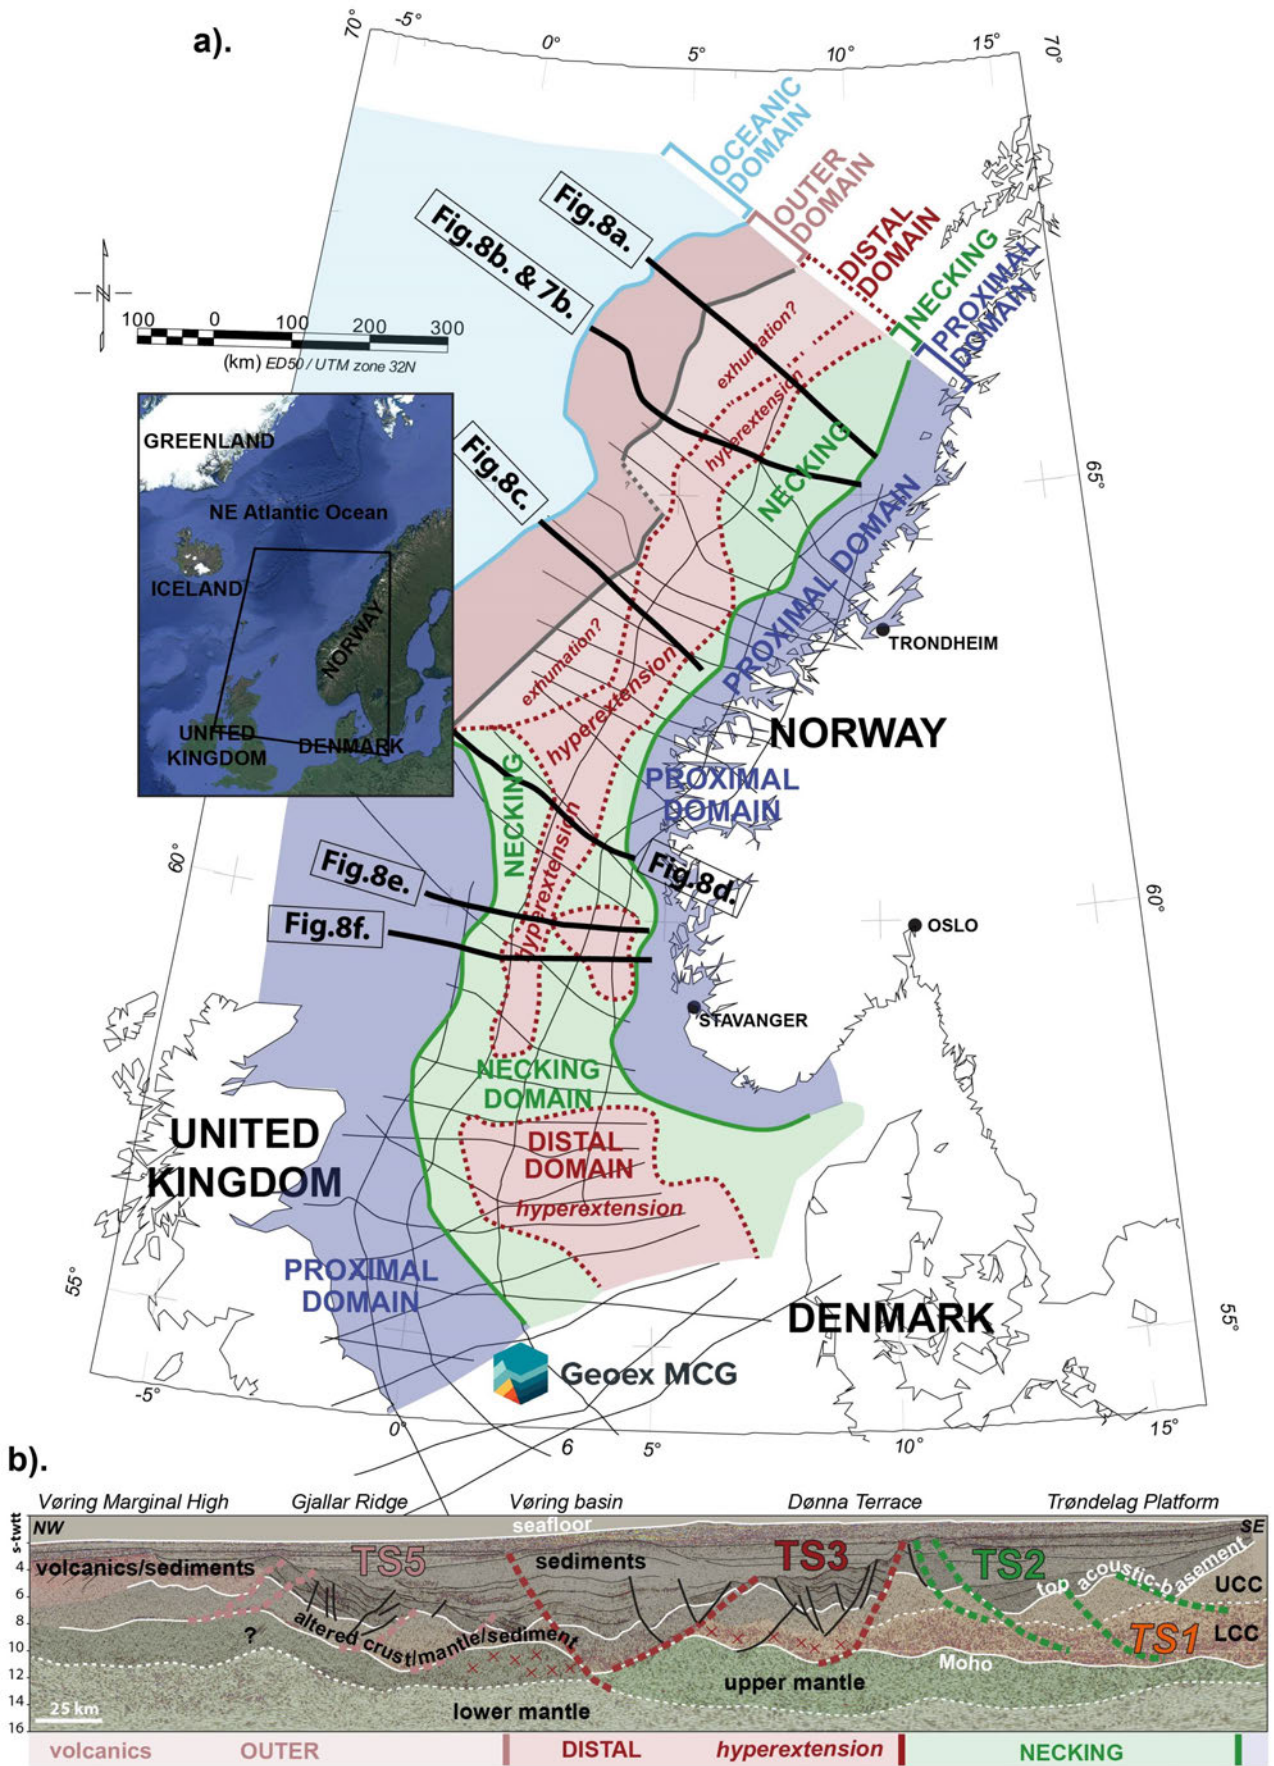 a).
70°
-5°
0°
5°
10°
15°
70°
OCEANIC
DOMAIN
OUTER
DOMAIN
DISTAL
DOMAIN
NECKING
PROXIMAL
DOMAIN
Fig.8a.
Fig.8b. & 7b.
N
100 0 100 200 300
(km) ED50 / UTM zone 32N
exhumation?
hyperextension
NECKING
GREENLAND
NE Atlantic Ocean
ICELAND
NORWAY
UNITED
KINGDOM
DENMARK
Fig.8c.
65°
PROXIMAL DOMAIN
TRONDHEIM
exhumation?
hyperextension
NORWAY
NECKING
PROXIMAL
DOMAIN
hyperextension
60°
Fig.8e.
Fig.8d.
60°
Fig.8f.
OSLO
STAVANGER
NECKING
DOMAIN
UNITED
KINGDOM
DISTAL
DOMAIN
hyperextension
PROXIMAL
DOMAIN
55°
DENMARK
55°
Geoex MCG
-5°
0°
6
5°
10°
15°
b).
Vøring Marginal High Gjallar Ridge Vøring basin Dønna Terrace Trøndelag Platform
s-twtt
NW
seafloor
SE
4
6
8
10
12
14
16
volcanics/sediments
TS5
sediments
TS3
TS2
top acoustic-basement
UCC
altered crust/mantle/sediment
?
TS1
LCC
Moho
upper mantle
25 km
lower mantle
volcanics OUTER DISTAL hyperextension NECKING